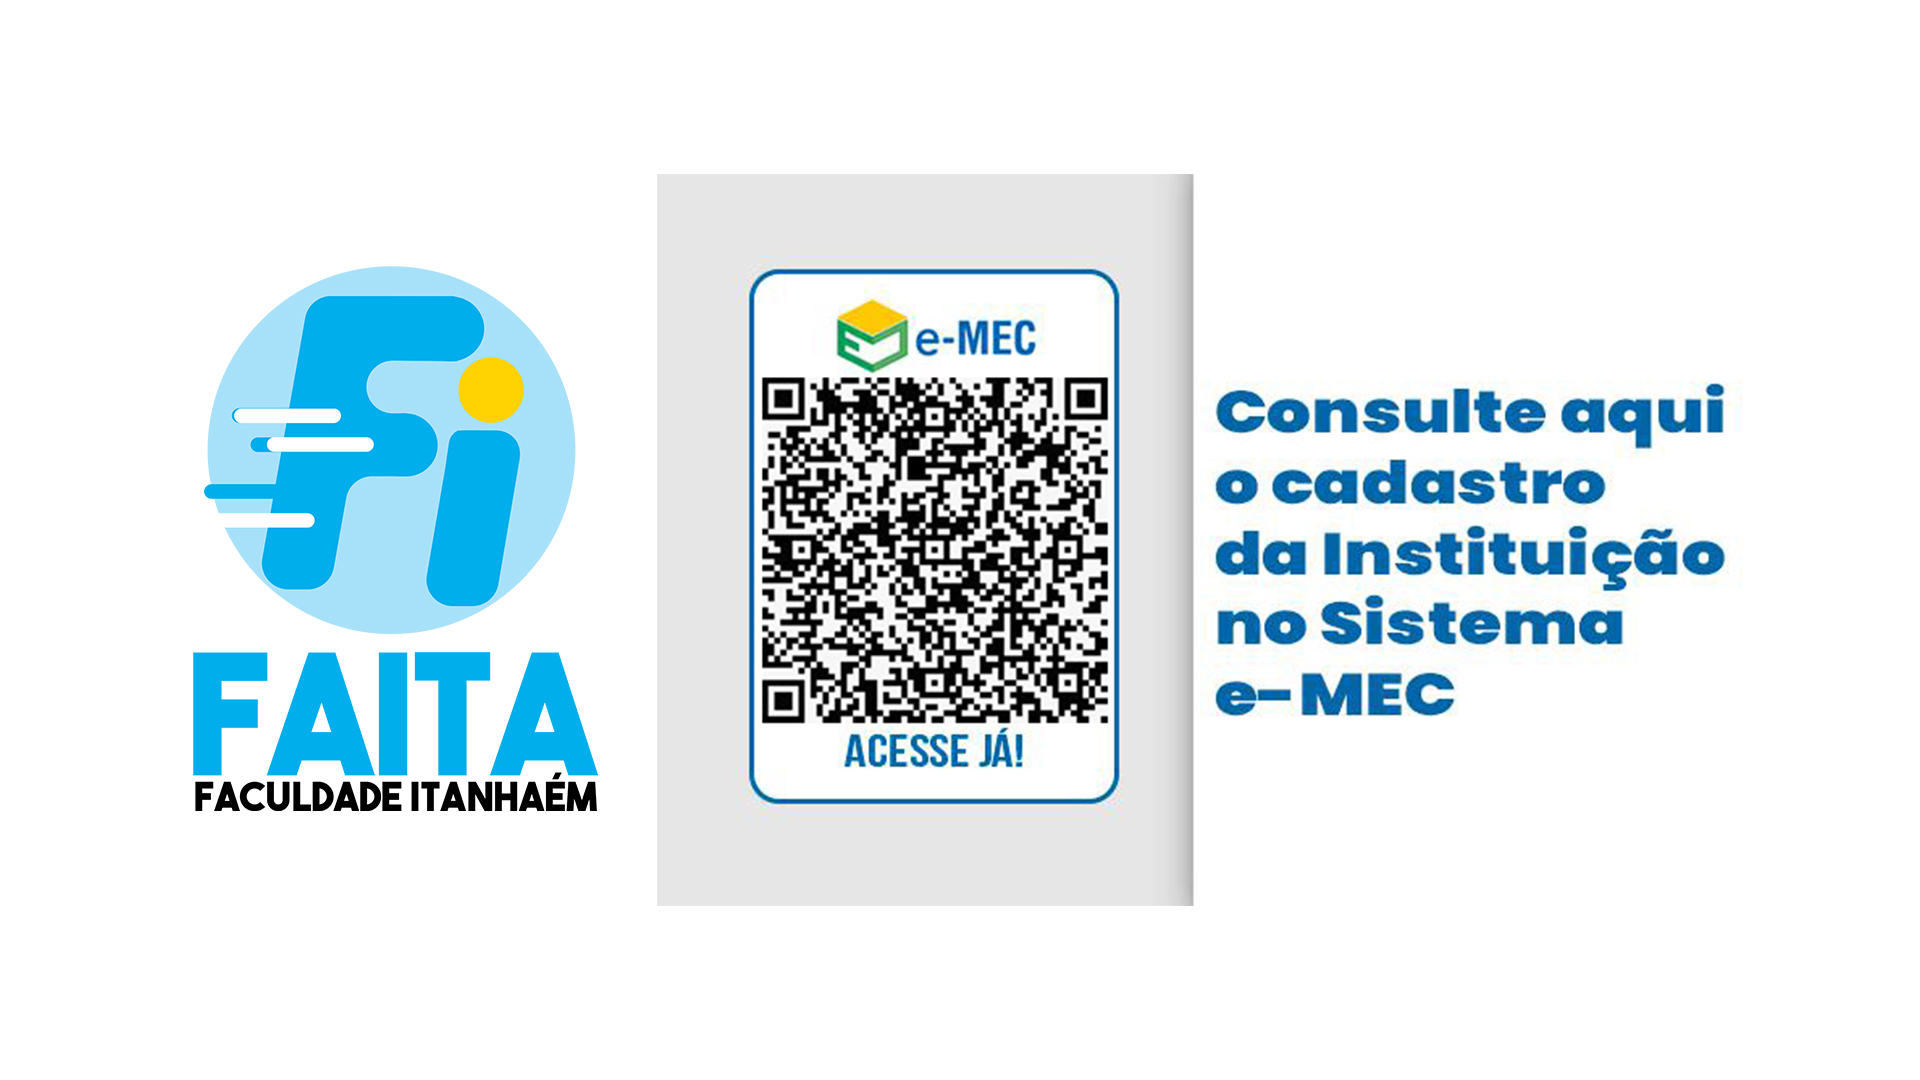 Fi
FAITA
FACULDADE ITANHAÉM
e-MEC
ACESSE JÁ!
Consulte aqui
o cadastro
da Instituição
no Sistema
e-MEC